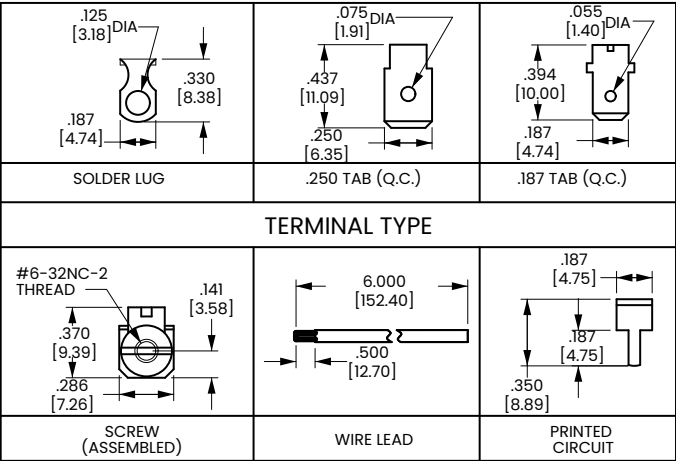 .125
[3.18]
DIA
.330
[8.38]
.187
[4.74]
SOLDER LUG
.075
[1.91]
DIA
.437
[11.09]
.250
[6.35]
.250 TAB (Q.C.)
.055
[1.40]
DIA
.394
[10.00]
.187
[4.74]
.187 TAB (Q.C.)
TERMINAL TYPE
#6-32NC-2
THREAD
.141
[3.58]
.370
[9.39]
.286
[7.26]
SCREW
(ASSEMBLED)
6.000
[152.40]
.500
[12.70]
WIRE LEAD
.187
[4.75]
.187
[4.75]
.350
[8.89]
PRINTED
CIRCUIT